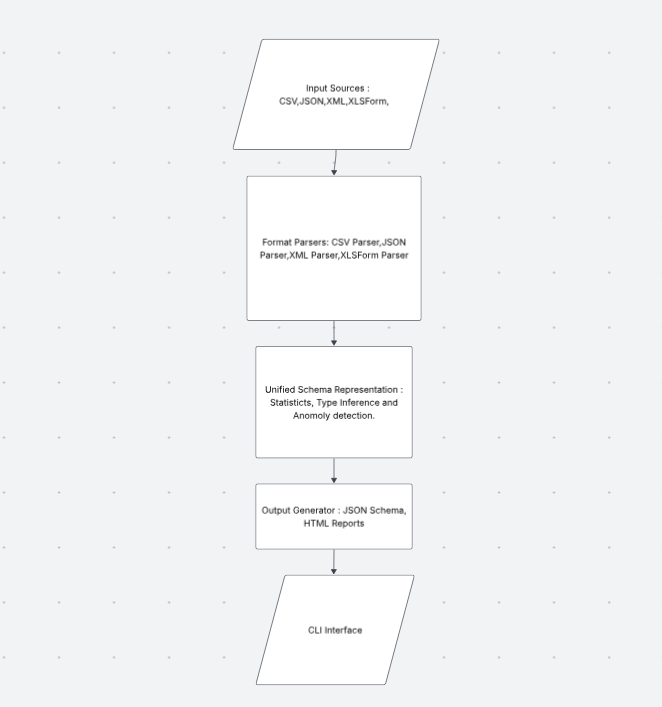 Input Sources :
CSV,JSON,XML,XLSForm,
Format Parsers: CSV Parser,JSON
Parser,XML Parser,XLSForm Parser
Unified Schema Representation :
Statisticts, Type Inference and
Anomoly detection.
Output Generator : JSON Schema,
HTML Reports
CLI Interface